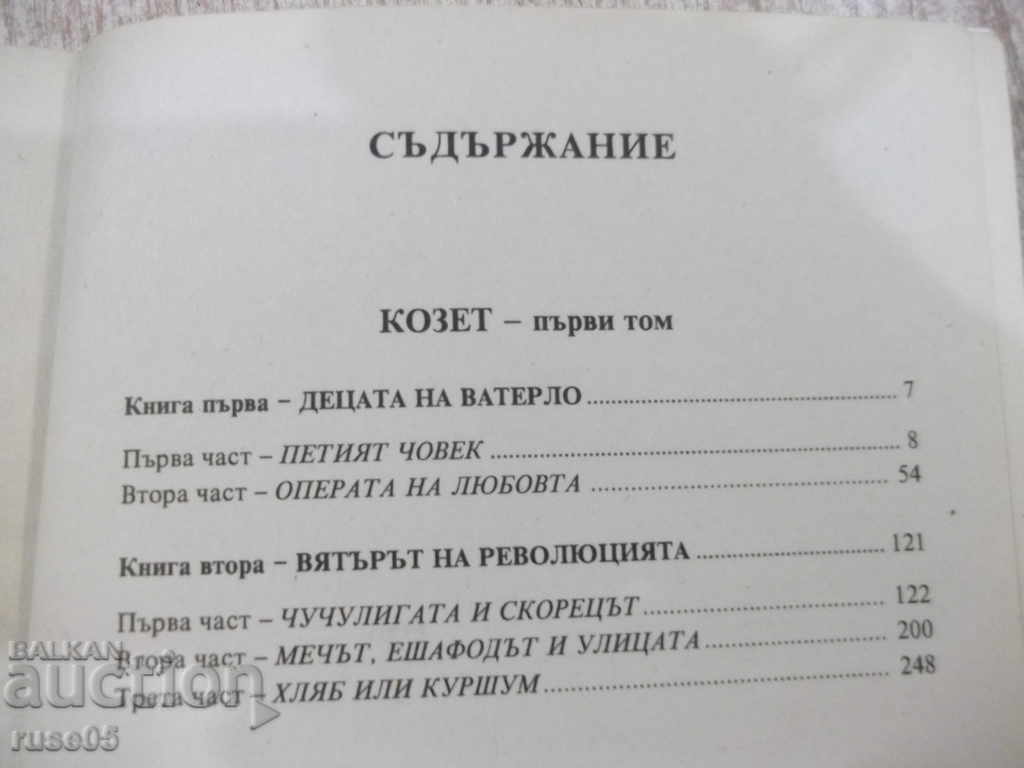 СЪДЪРЖАНИЕ
КОЗЕТ – първи том
Книга първа – ДЕЦАТА НА ВАТЕРЛО 7
Първа част – ПЕТИЯТ ЧОВЕК 8
Втора част – ОПЕРАТА НА ЛЮБОВТА 54
Книга втора – ВЯТЪРЪТ НА РЕВОЛЮЦИЯТА 121
Първа част – ЧУЧУЛИГАТА И СКОРЕЦЪТ 122
Втора част – МЕЧЪТ, ЕШАФОДЪТ И УЛИЦАТА 200
Трета част – ХЛЯБ ИЛИ КУРШУМ 248
BALKAN
auction
ruse05